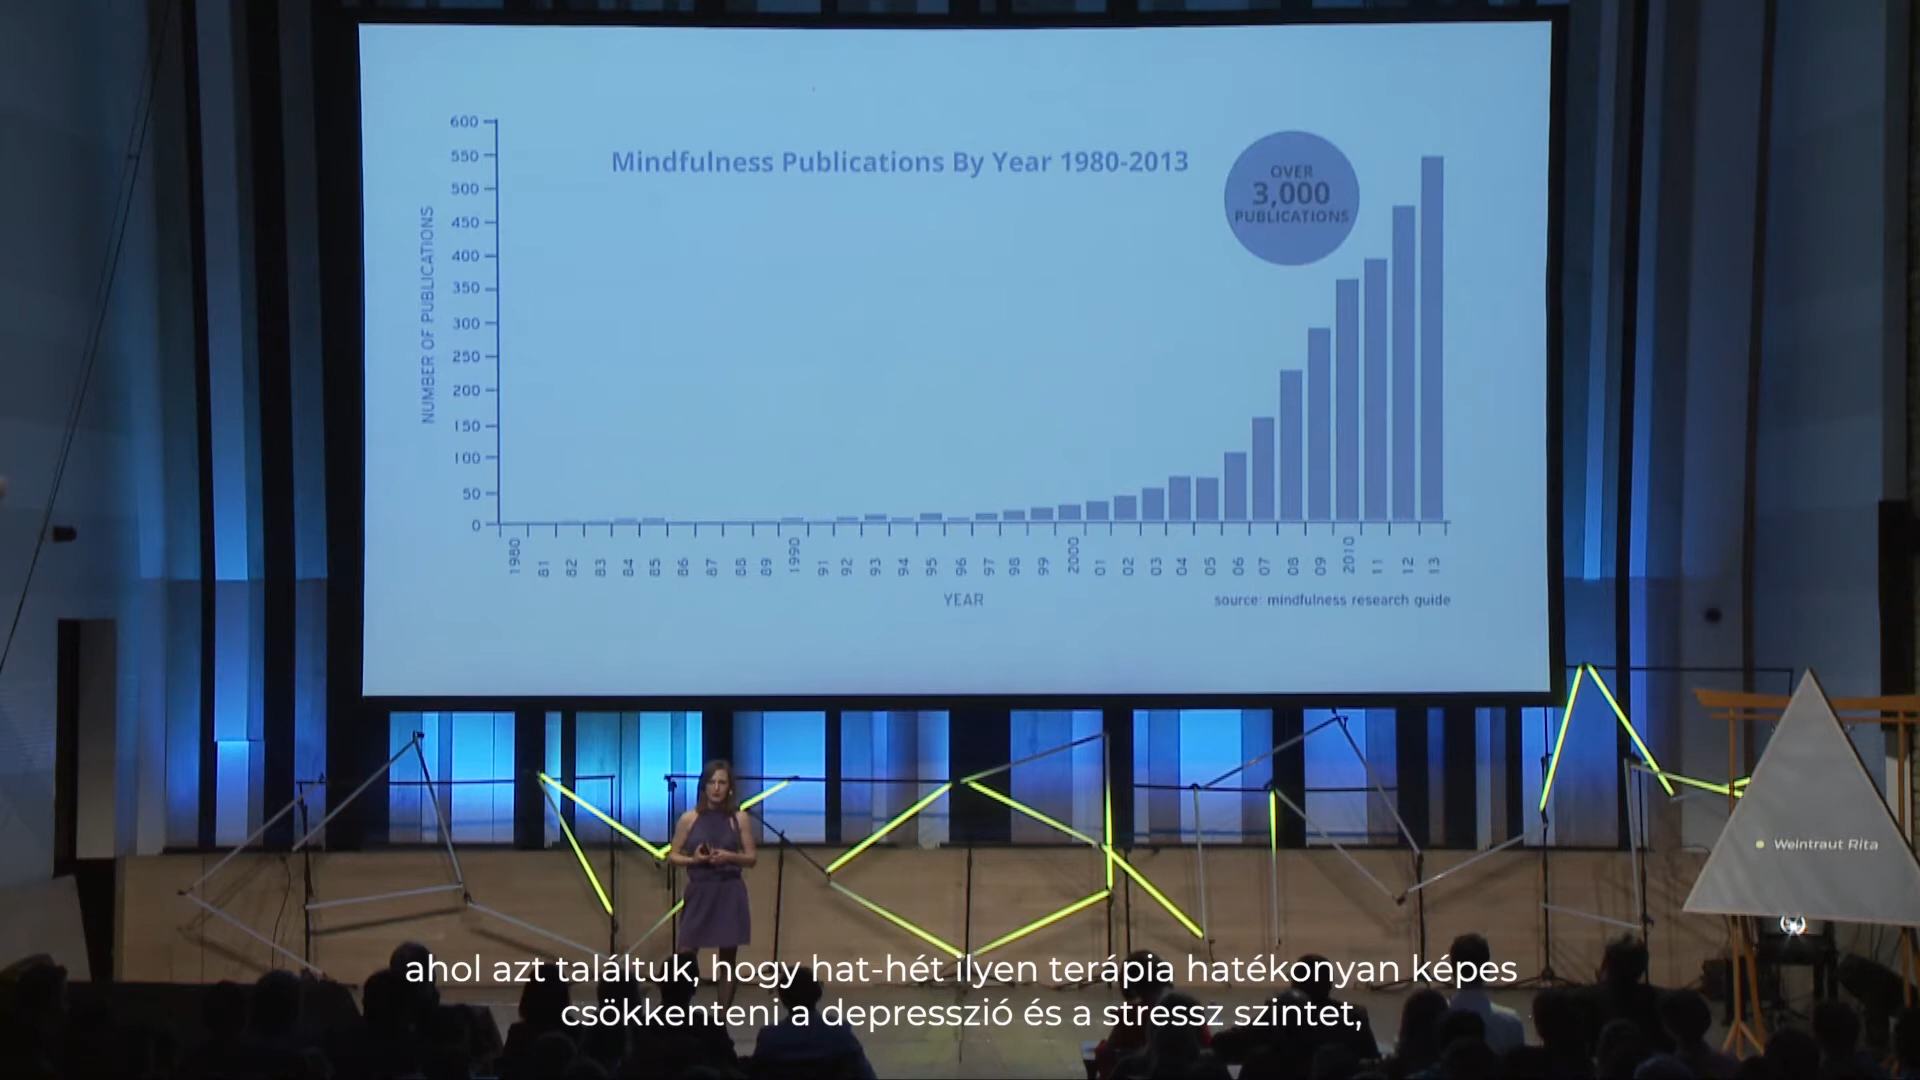 Mindfulness Publications By Year 1980-2013
OVER
3,000
PUBLICATIONS
NUMBER OF PUBLICATIONS
600
550
500
450
400
350
300
250
200
150
100
50
0
1980 81 82 83 84 85 86 87 88 89 1990 91 92 93 94 95 96 97 98 99 2000 01 02 03 04 05 06 07 08 09 2010 11 12 13
YEAR
source: mindfulness research guide
Weintraut Rita
ahol azt találtuk, hogy hat-hét ilyen terápia hatékonyan képes
csökkenteni a depresszió és a stressz szintet,